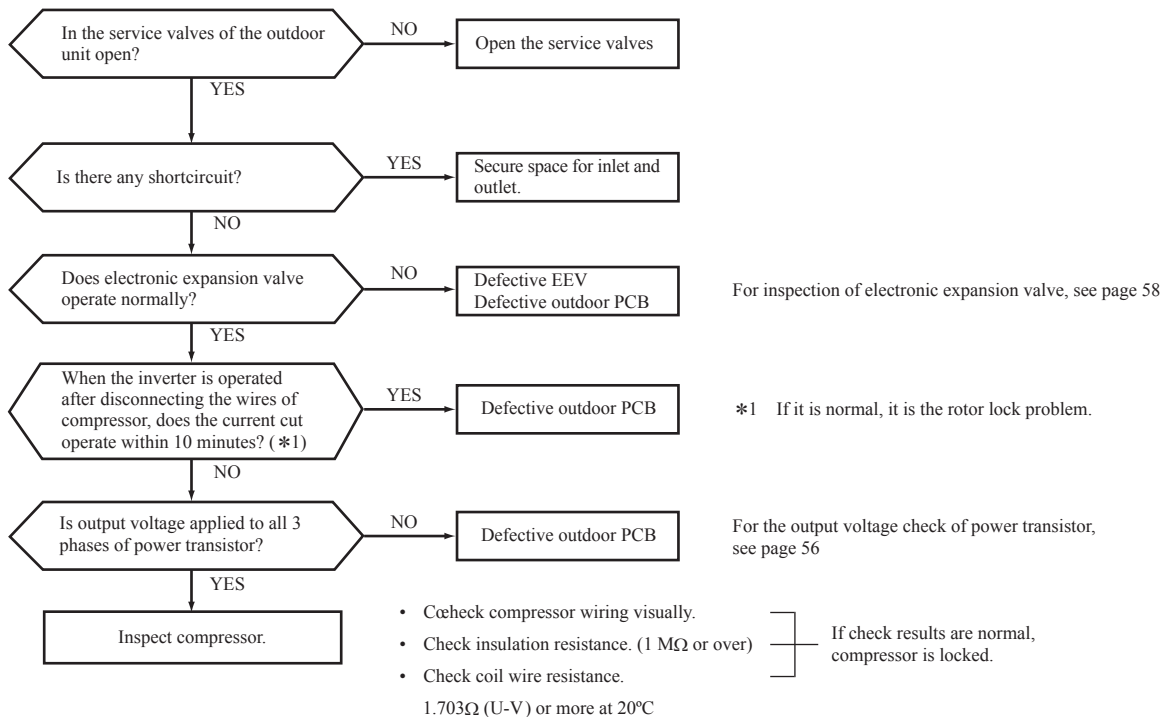 In the service valves of the outdoor
unit open?
NO
Open the service valves
YES
Is there any shortcircuit?
YES
Secure space for inlet and
outlet.
NO
Does electronic expansion valve
operate normally?
NO
Defective EEV
Defective outdoor PCB
For inspection of electronic expansion valve, see page 58
YES
When the inverter is operated
after disconnecting the wires of
compressor, does the current cut
operate within 10 minutes? (*1)
YES
Defective outdoor PCB
*1 If it is normal, it is the rotor lock problem.
NO
Is output voltage applied to all 3
phases of power transistor?
NO
Defective outdoor PCB
For the output voltage check of power transistor,
see page 56
YES
Inspect compressor.
• Cœheck compressor wiring visually.
• Check insulation resistance. (1 MΩ or over)
• Check coil wire resistance.
1.703Ω (U-V) or more at 20ºC
If check results are normal,
compressor is locked.